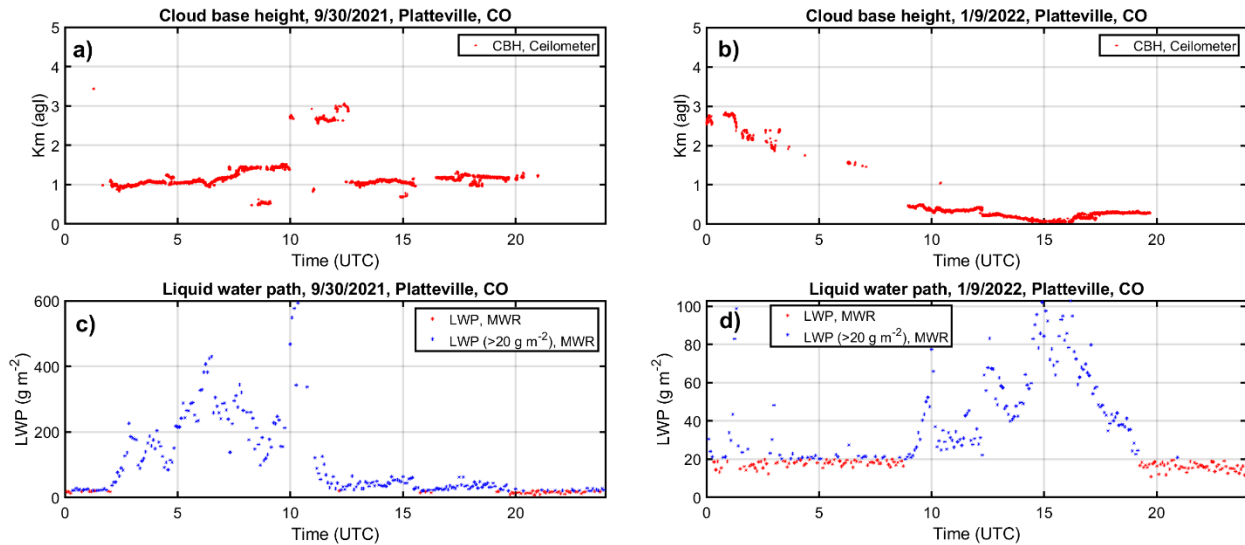 Cloud base height, 9/30/2021, Platteville, CO
a)
CBH, Ceilometer
5
4
3
2
1
0
Km (agl)
0 5 10 15 20
Time (UTC)
Cloud base height, 1/9/2022, Platteville, CO
b)
CBH, Ceilometer
5
4
3
2
1
0
Km (agl)
0 5 10 15 20
Time (UTC)
Liquid water path, 9/30/2021, Platteville, CO
c)
LWP, MWR
LWP (>20 g m⁻²), MWR
600
400
200
0
LWP (g m⁻²)
0 5 10 15 20
Time (UTC)
Liquid water path, 1/9/2022, Platteville, CO
d)
LWP, MWR
LWP (>20 g m⁻²), MWR
100
80
60
40
20
0
LWP (g m⁻²)
0 5 10 15 20
Time (UTC)